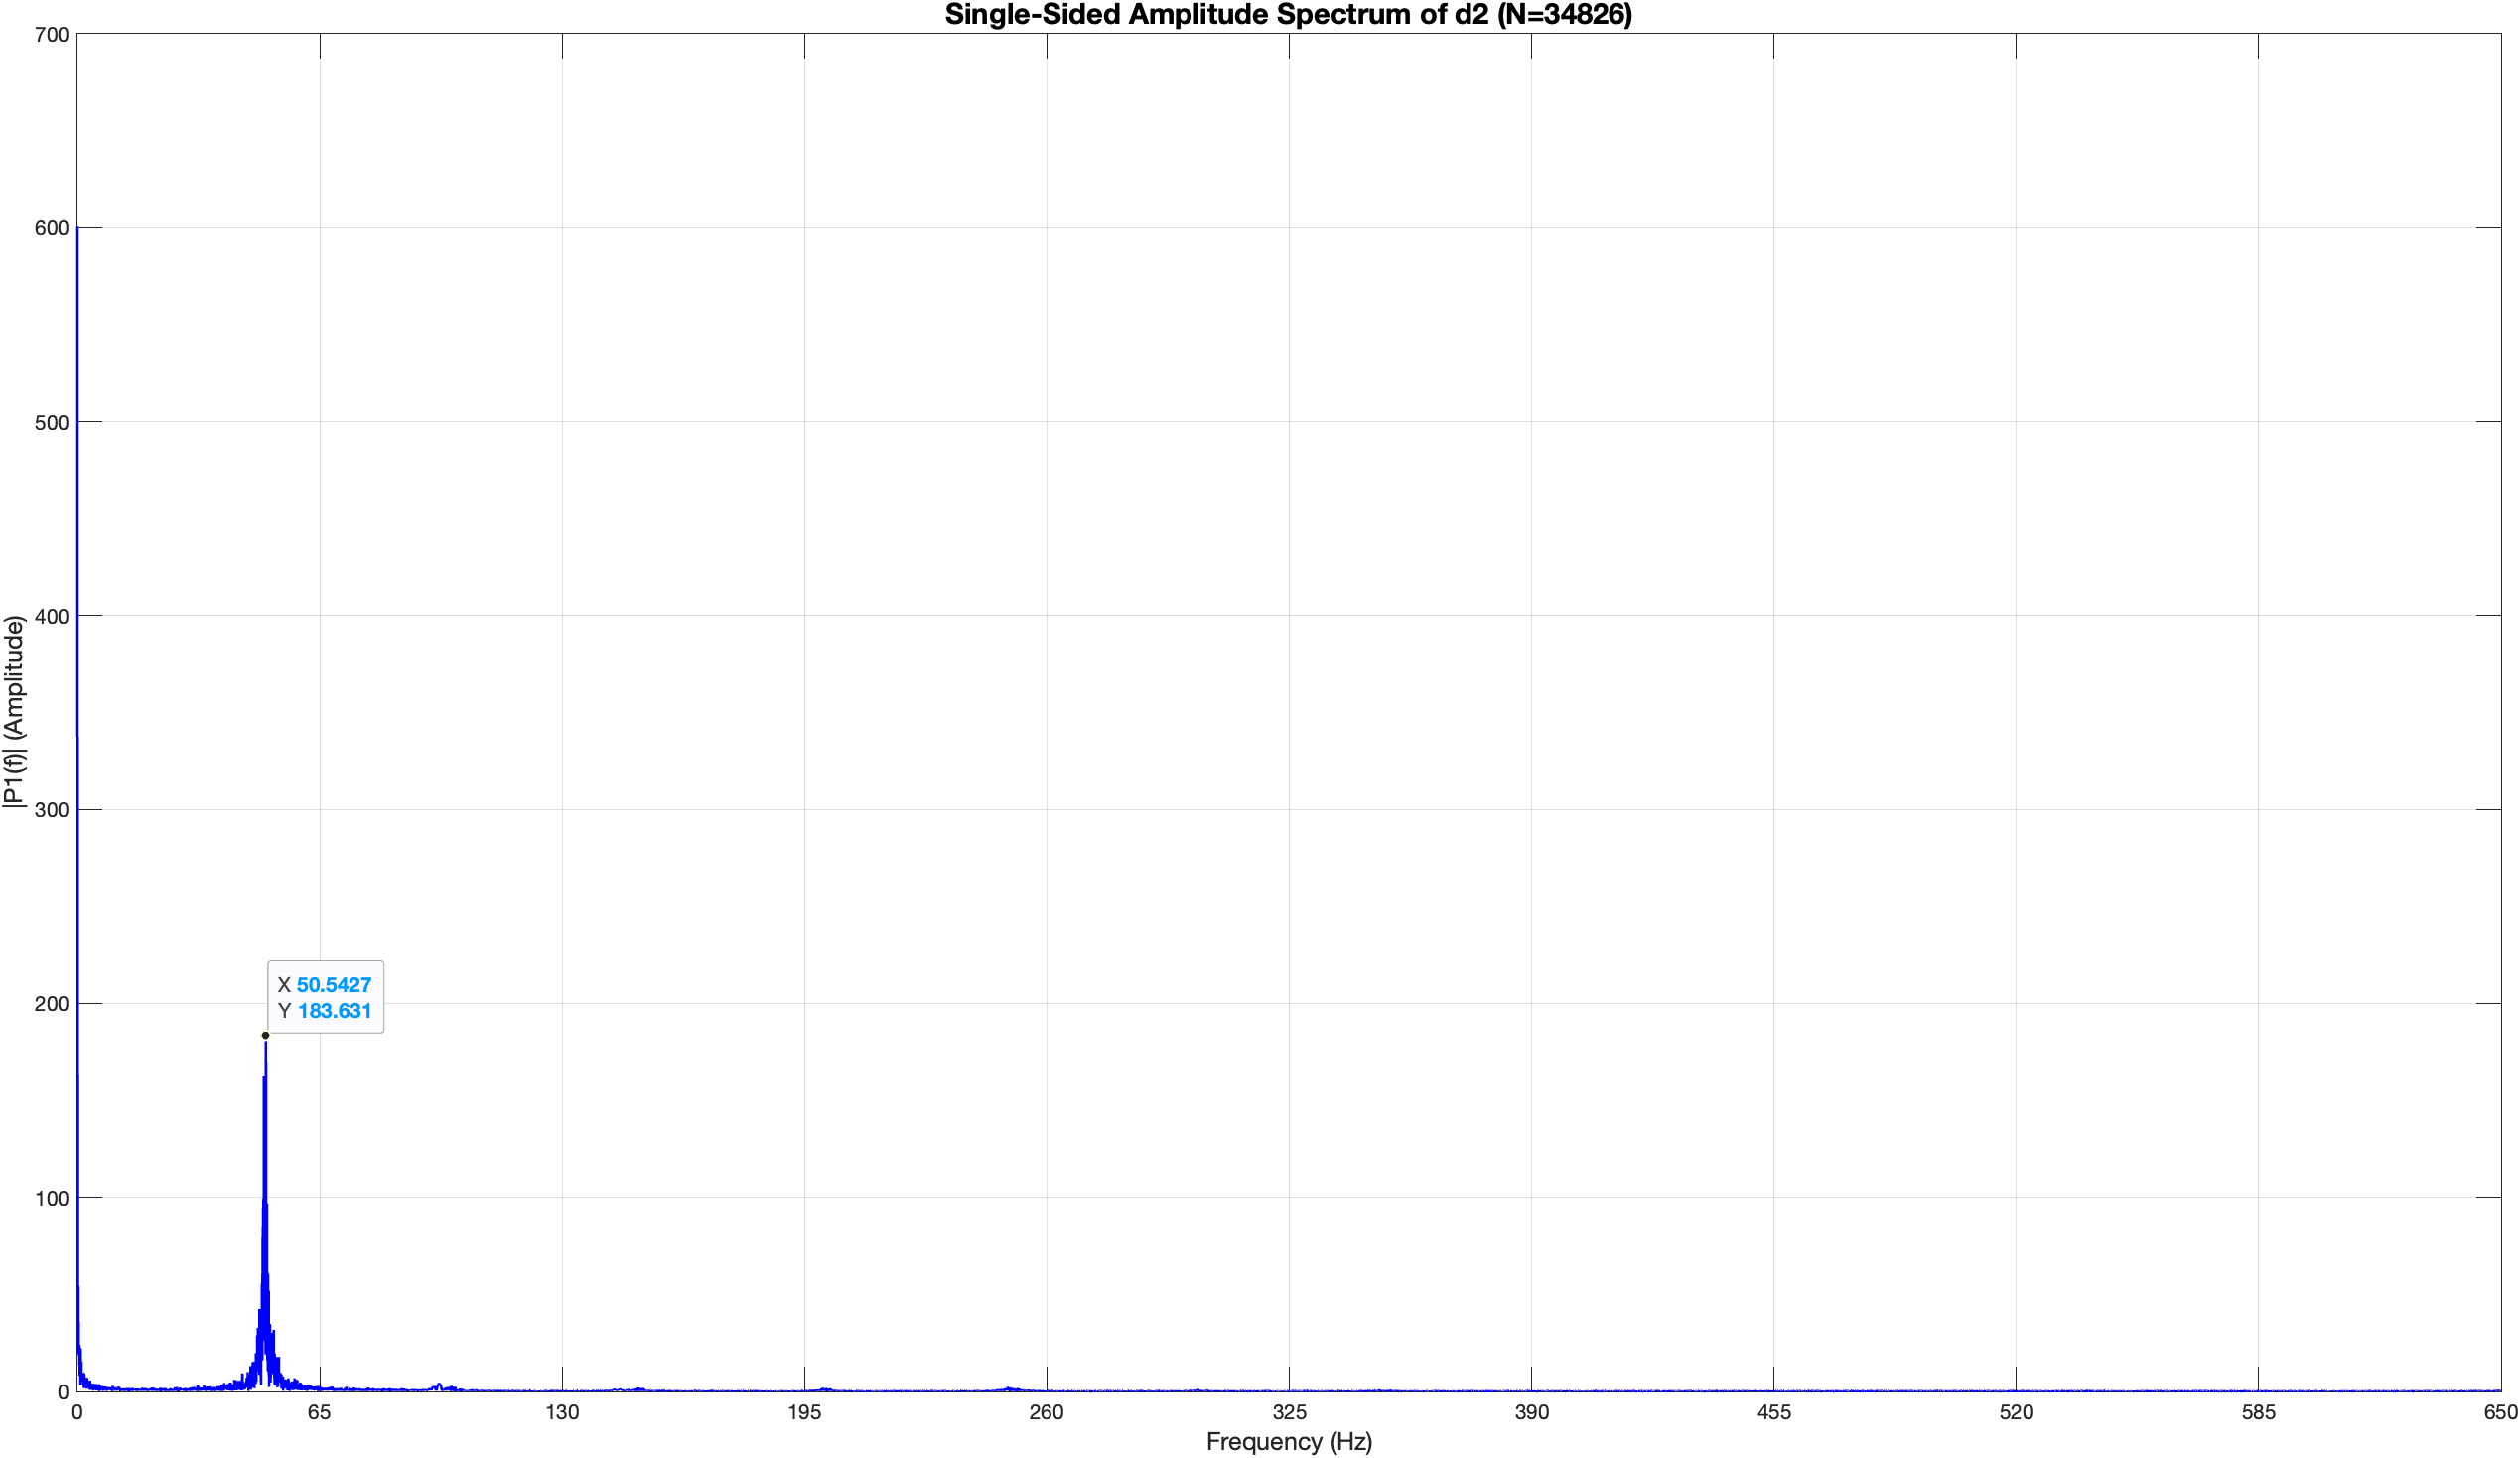 Single-Sided Amplitude Spectrum of d2 (N=34826)
700
600
500
400
300
200
100
0
|P1(f)| (Amplitude)
X 50.5427
Y 183.631
0 65 130 195 260 325 390 455 520 585 650
Frequency (Hz)